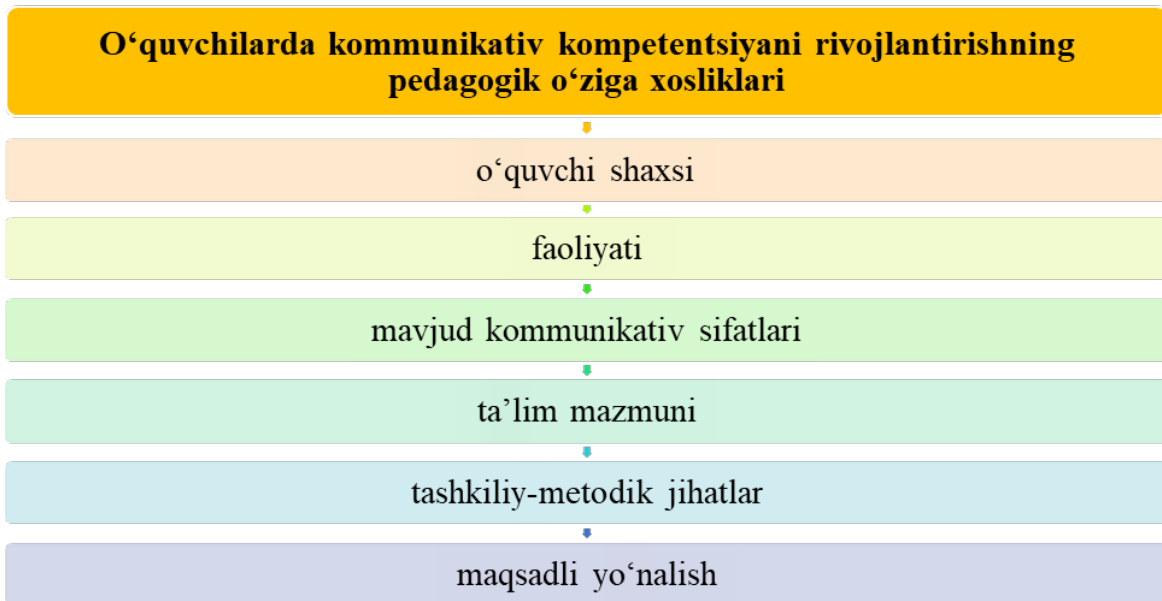 O‘quvchilarda kommunikativ kompetentsiyani rivojlantirishning
pedagogik o‘ziga xosliklari
o‘quvchi shaxsi
faoliyati
mavjud kommunikativ sifatlari
ta’lim mazmuni
tashkiliy-metodik jihatlar
maqsadli yo‘nalish